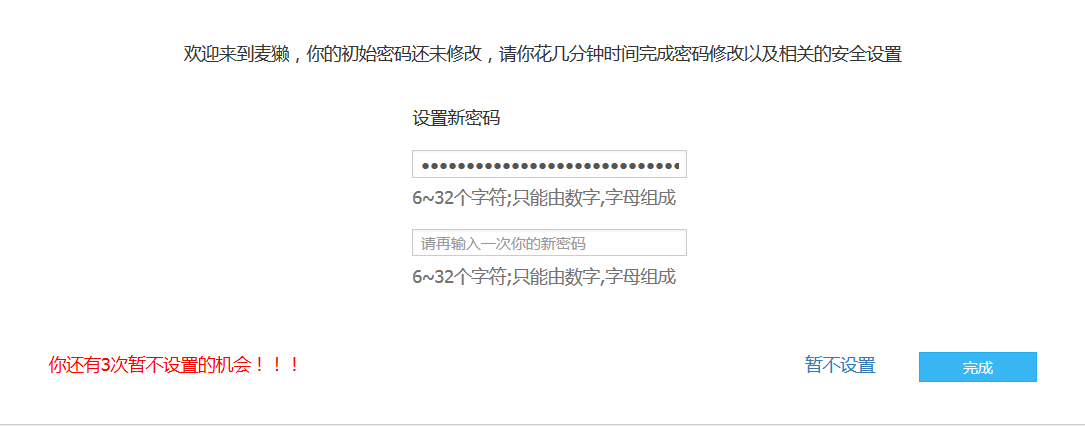 欢迎来到麦獭，你的初始密码还未修改，请你花几分钟时间完成密码修改以及相关的安全设置
设置新密码
••••••••••••••••••••••••••••••
6~32个字符;只能由数字,字母组成
请再输入一次你的新密码
6~32个字符;只能由数字,字母组成
你还有3次暂不设置的机会！！！
暂不设置
完成